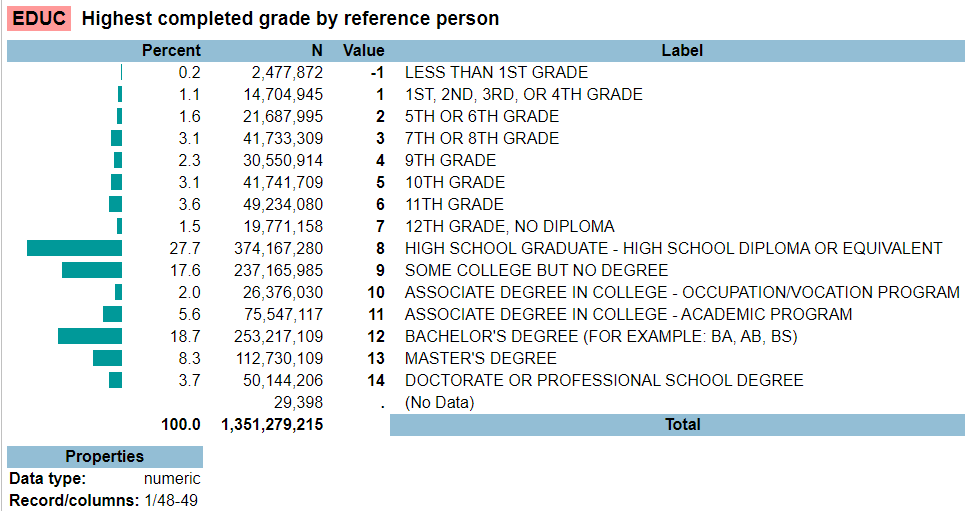 EDUC Highest completed grade by reference person
Percent N Value Label
0.2 2,477,872 -1 LESS THAN 1ST GRADE
1.1 14,704,945 1 1ST, 2ND, 3RD, OR 4TH GRADE
1.6 21,687,995 2 5TH OR 6TH GRADE
3.1 41,733,309 3 7TH OR 8TH GRADE
2.3 30,550,914 4 9TH GRADE
3.1 41,741,709 5 10TH GRADE
3.6 49,234,080 6 11TH GRADE
1.5 19,771,158 7 12TH GRADE, NO DIPLOMA
27.7 374,167,280 8 HIGH SCHOOL GRADUATE - HIGH SCHOOL DIPLOMA OR EQUIVALENT
17.6 237,165,985 9 SOME COLLEGE BUT NO DEGREE
2.0 26,376,030 10 ASSOCIATE DEGREE IN COLLEGE - OCCUPATION/VOCATION PROGRAM
5.6 75,547,117 11 ASSOCIATE DEGREE IN COLLEGE - ACADEMIC PROGRAM
18.7 253,217,109 12 BACHELOR'S DEGREE (FOR EXAMPLE: BA, AB, BS)
8.3 112,730,109 13 MASTER'S DEGREE
3.7 50,144,206 14 DOCTORATE OR PROFESSIONAL SCHOOL DEGREE
29,398 . (No Data)
100.0 1,351,279,215 Total
Properties
Data type: numeric
Record/columns: 1/48-49